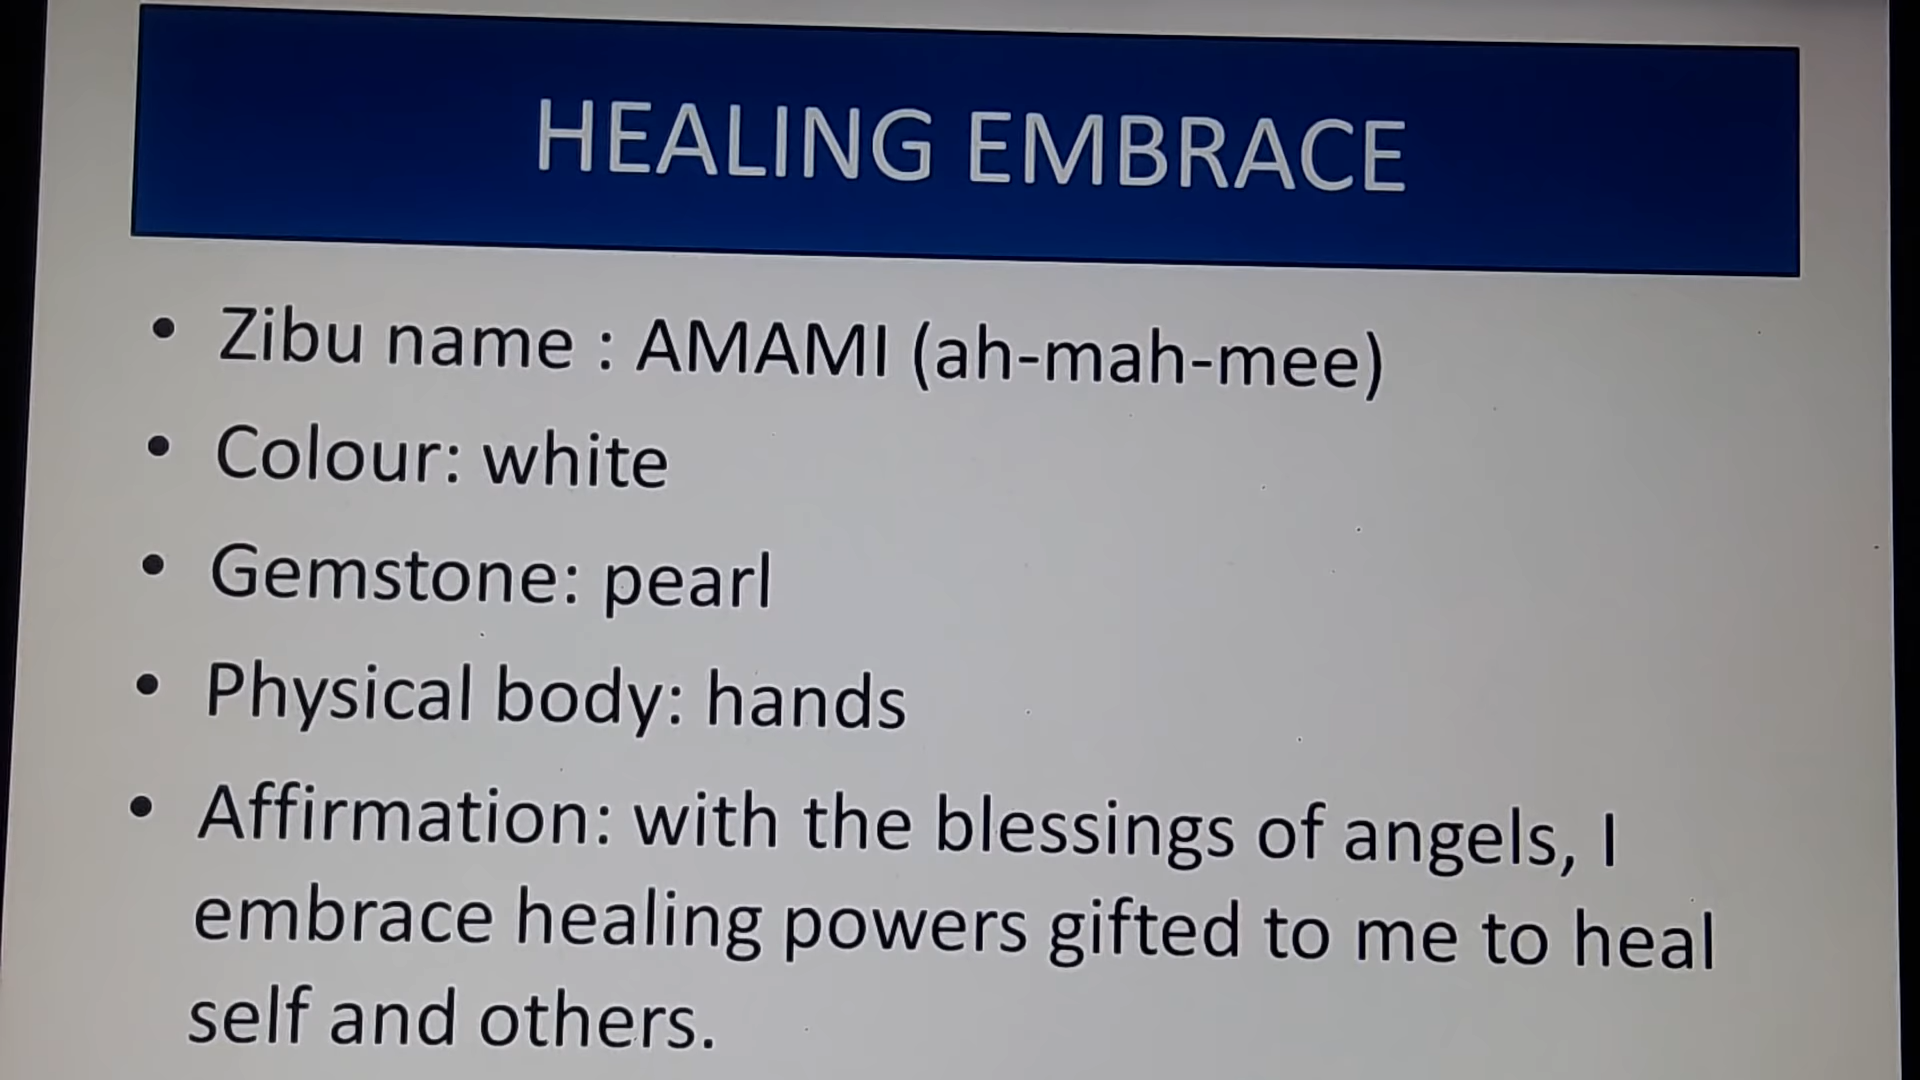 HEALING EMBRACE
• Zibu name : AMAMI (ah-mah-mee)
• Colour: white
• Gemstone: pearl
• Physical body: hands
• Affirmation: with the blessings of angels, I
embrace healing powers gifted to me to heal
self and others.